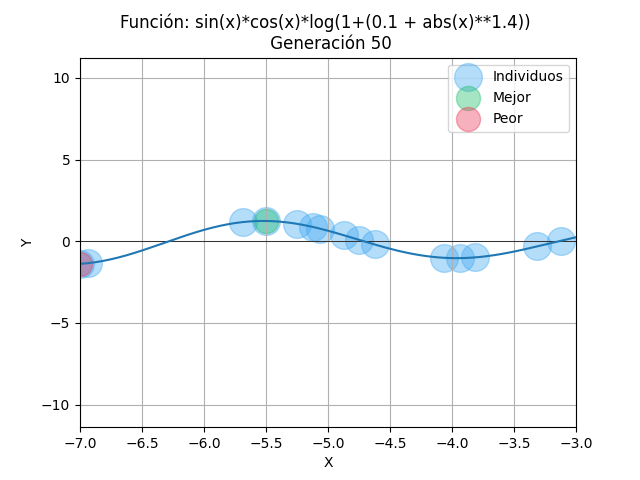 Función: sin(x)*cos(x)*log(1+(0.1 + abs(x)**1.4))
Generación 50
Individuos
Mejor
Peor
10
5
0
−5
−10
Y
−7.0 −6.5 −6.0 −5.5 −5.0 −4.5 −4.0 −3.5 −3.0
X